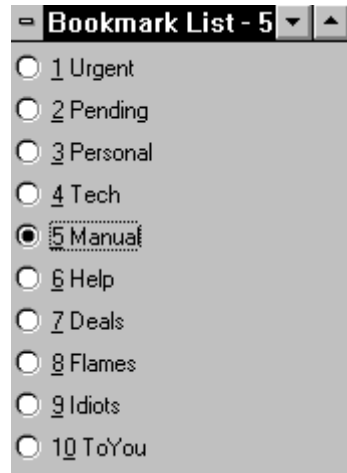 Bookmark List - 5
1 Urgent
2 Pending
3 Personal
4 Tech
5 Manual
6 Help
7 Deals
8 Flames
9 Idiots
10 ToYou